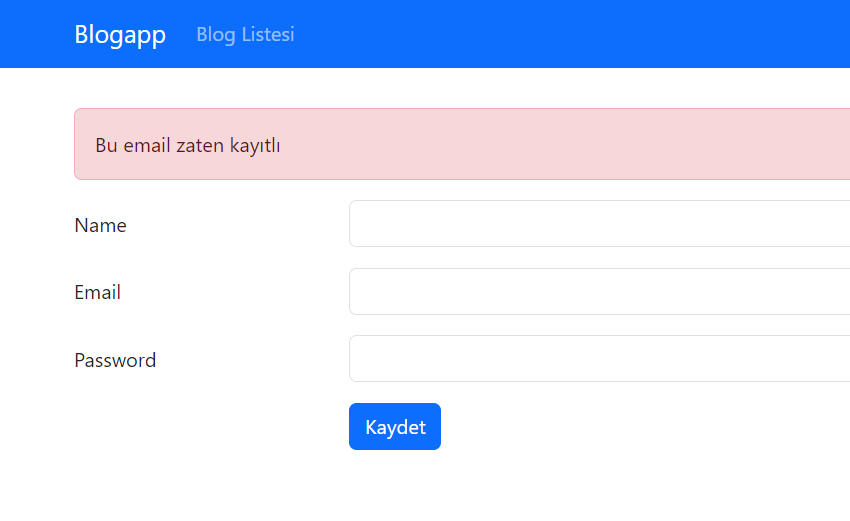 Blogapp Blog Listesi
Bu email zaten kayıtlı
Name
Email
Password
Kaydet